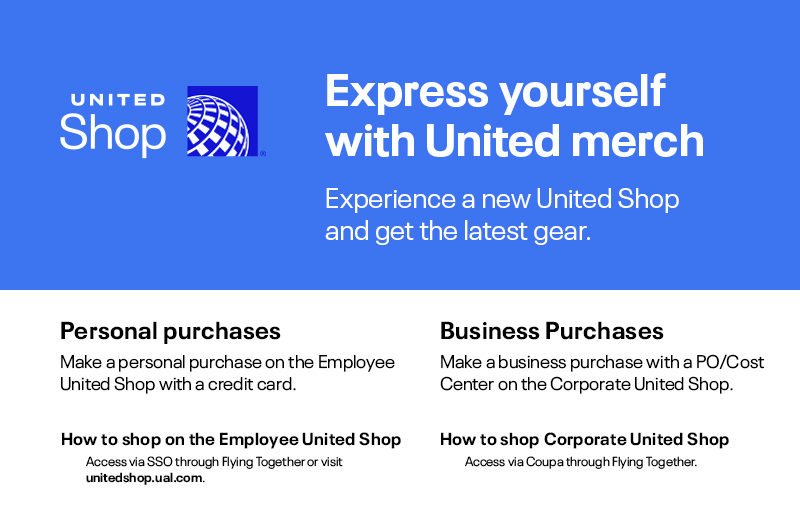 UNITED
Shop
®
Express yourself
with United merch
Experience a new United Shop
and get the latest gear.
Personal purchases
Make a personal purchase on the Employee
United Shop with a credit card.
How to shop on the Employee United Shop
Access via SSO through Flying Together or visit
unitedshop.ual.com.
Business Purchases
Make a business purchase with a PO/Cost
Center on the Corporate United Shop.
How to shop Corporate United Shop
Access via Coupa through Flying Together.